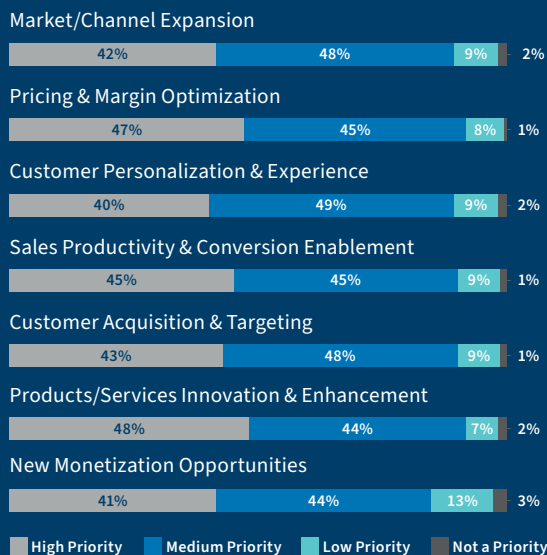 Market/Channel Expansion
42% 48% 9% 2%
Pricing & Margin Optimization
47% 45% 8% 1%
Customer Personalization & Experience
40% 49% 9% 2%
Sales Productivity & Conversion Enablement
45% 45% 9% 1%
Customer Acquisition & Targeting
43% 48% 9% 1%
Products/Services Innovation & Enhancement
48% 44% 7% 2%
New Monetization Opportunities
41% 44% 13% 3%
High Priority Medium Priority Low Priority Not a Priority